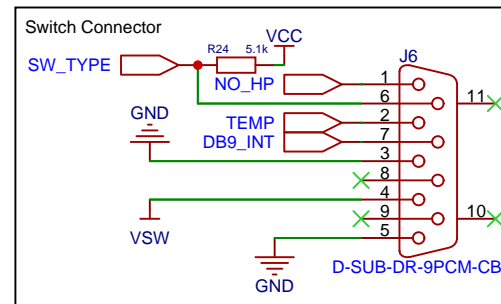 Switch Connector
VCC
R24 5.1k
J6
SW_TYPE
NO_HP
1
6
11
GND
TEMP
2
DB9_INT
7
3
8
4
VSW
9
10
5
GND
D-SUB-DR-9PCM-CB